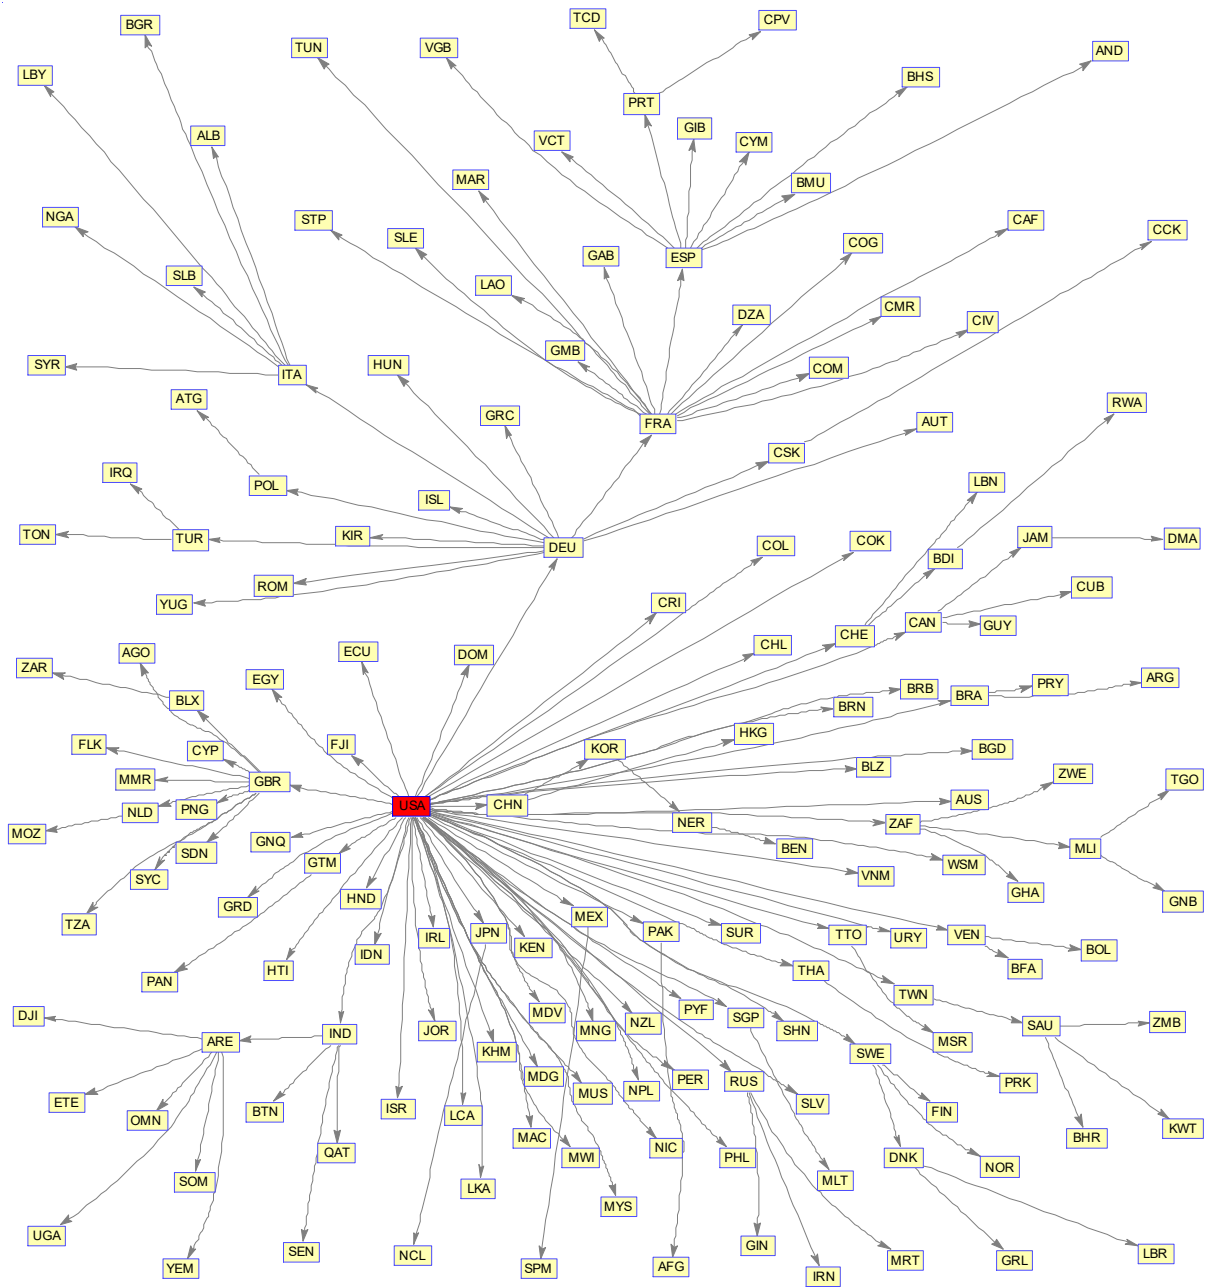 TCD
CPV
BGR
TUN
VGB
AND
LBY
BHS
PRT
GIB
ALB
VCT
CYM
MAR
BMU
NGA
STP
CAF
CCK
SLE
COG
GAB
ESP
SLB
LAO
DZA
CMR
CIV
GMB
SYR
HUN
COM
ITA
ATG
RWA
GRC
FRA
AUT
CSK
IRQ
POL
LBN
ISL
TON
TUR
KIR
DEU
COL
COK
JAM
DMA
BDI
ROM
CUB
YUG
CRI
CAN
GUY
CHE
AGO
ECU
DOM
CHL
ZAR
EGY
BRB
BRA
PRY
ARG
BLX
BRN
FLK
CYP
FJI
KOR
HKG
BGD
MMR
GBR
BLZ
ZWE
TGO
NLD
PNG
USA
CHN
AUS
MOZ
NER
ZAF
SDN
GNQ
BEN
MLI
SYC
GTM
WSM
VNM
GHA
GNB
HND
GRD
TZA
MEX
IRL
JPN
PAK
SUR
TTO
URY
VEN
IDN
KEN
BOL
HTI
THA
BFA
PAN
TWN
DJI
MDV
PYF
SGP
ARE
IND
JOR
MNG
NZL
SHN
SAU
ZMB
MSR
KHM
SWE
MDG
PER
RUS
PRK
ETE
MUS
NPL
OMN
BTN
ISR
LCA
SLV
FIN
MAC
BHR
KWT
QAT
NIC
MWI
PHL
DNK
NOR
SOM
LKA
MLT
MYS
UGA
SEN
NCL
GIN
LBR
YEM
SPM
AFG
IRN
MRT
GRL